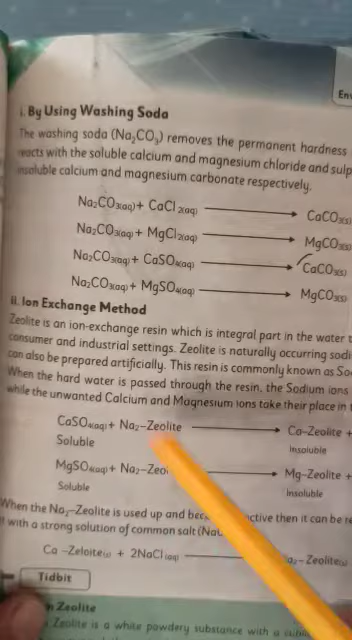 En
i. By Using Washing Soda
The washing soda (Na₂CO₃) removes the permanent hardness
reacts with the soluble calcium and magnesium chloride and sulp
insoluble calcium and magnesium carbonate respectively.
Na₂CO₃(aq) + CaCl₂(aq) → CaCO₃(s)
Na₂CO₃(aq) + MgCl₂(aq) → MgCO₃(s)
Na₂CO₃(aq) + CaSO₄(aq) → CaCO₃(s)
Na₂CO₃(aq) + MgSO₄(aq) → MgCO₃(s)
ii. Ion Exchange Method
Zeolite is an ion-exchange resin which is integral part in the water
consumer and industrial settings. Zeolite is naturally occurring sodi
can also be prepared artificially. This resin is commonly known as So
When the hard water is passed through the resin, the Sodium ions
while the unwanted Calcium and Magnesium ions take their place in
CaSO₄(aq) + Na₂–Zeolite → Ca–Zeolite +
Soluble Insoluble
MgSO₄(aq) + Na₂–Zeo → Mg–Zeolite +
Soluble Insoluble
When the Na₂–Zeolite is used up and bec ctive then it can be re
with a strong solution of common salt (Na
Ca –Zeloite(s) + 2NaCl(aq) a₂–Zeolite(s)
Tidbit
n Zeolite
Zeolite is a white powdery substance with a